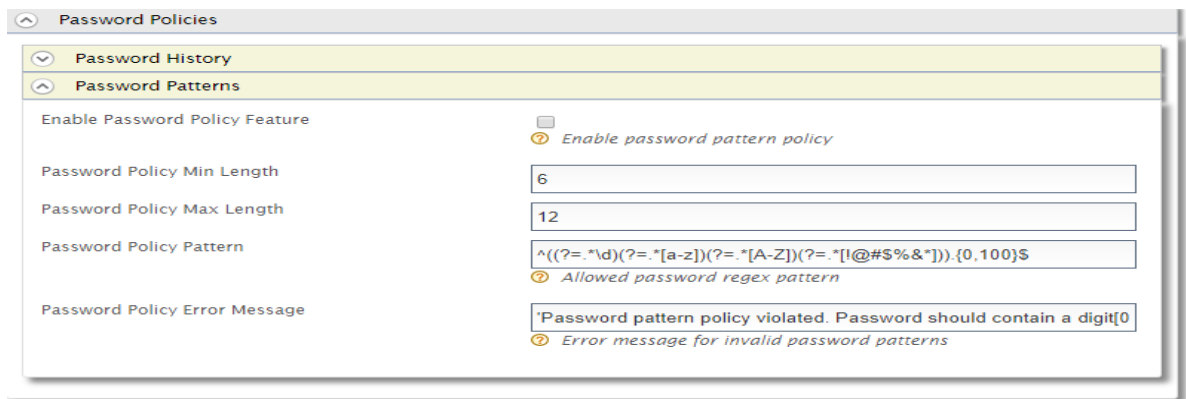 Password Policies
Password History
Password Patterns
Enable Password Policy Feature
Enable password pattern policy
Password Policy Min Length
6
Password Policy Max Length
12
Password Policy Pattern
^((?=.*\d)(?=.*[a-z])(?=.*[A-Z])(?=.*[!@#$%&*])).{0,100}$
Allowed password regex pattern
Password Policy Error Message
'Password pattern policy violated. Password should contain a digit[0
Error message for invalid password patterns